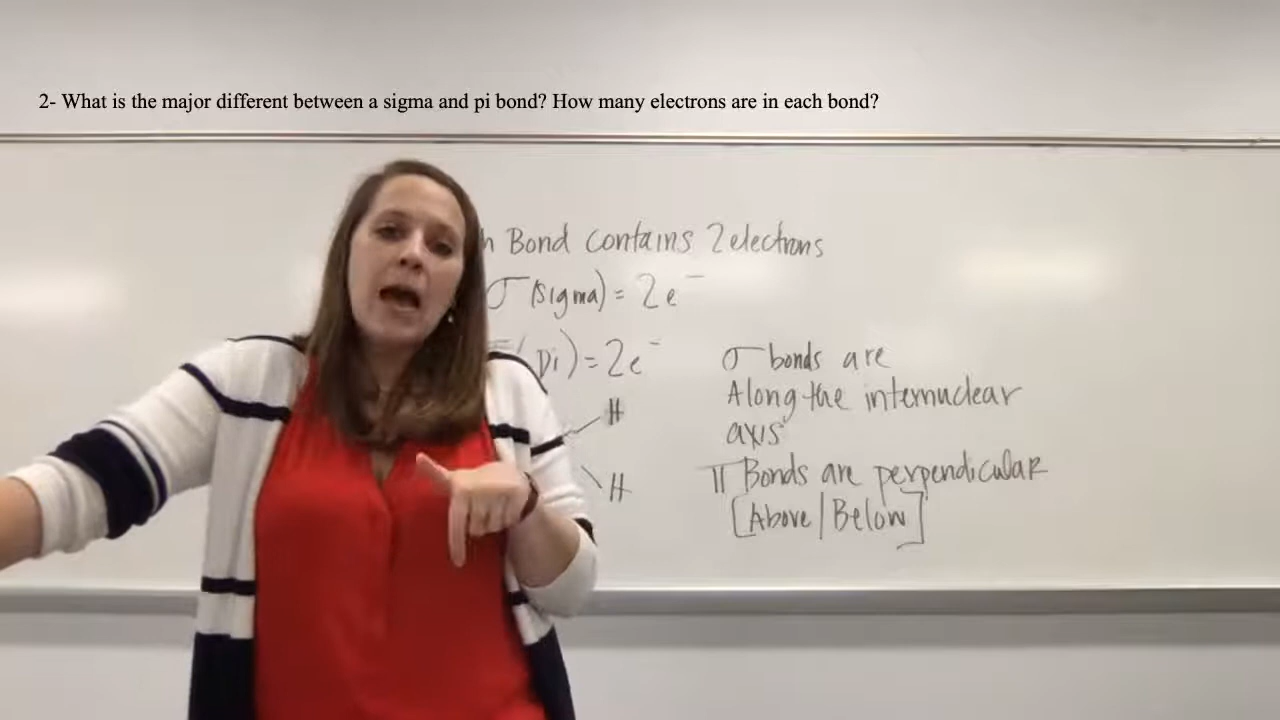 2- What is the major different between a sigma and pi bond? How many electrons are in each bond?
Bond contains 2 electrons
σ (sigma) = 2e⁻
(pi) = 2e⁻
H
H
σ bonds are
Along the internuclear
axis
π Bonds are perpendicular
[Above/Below]